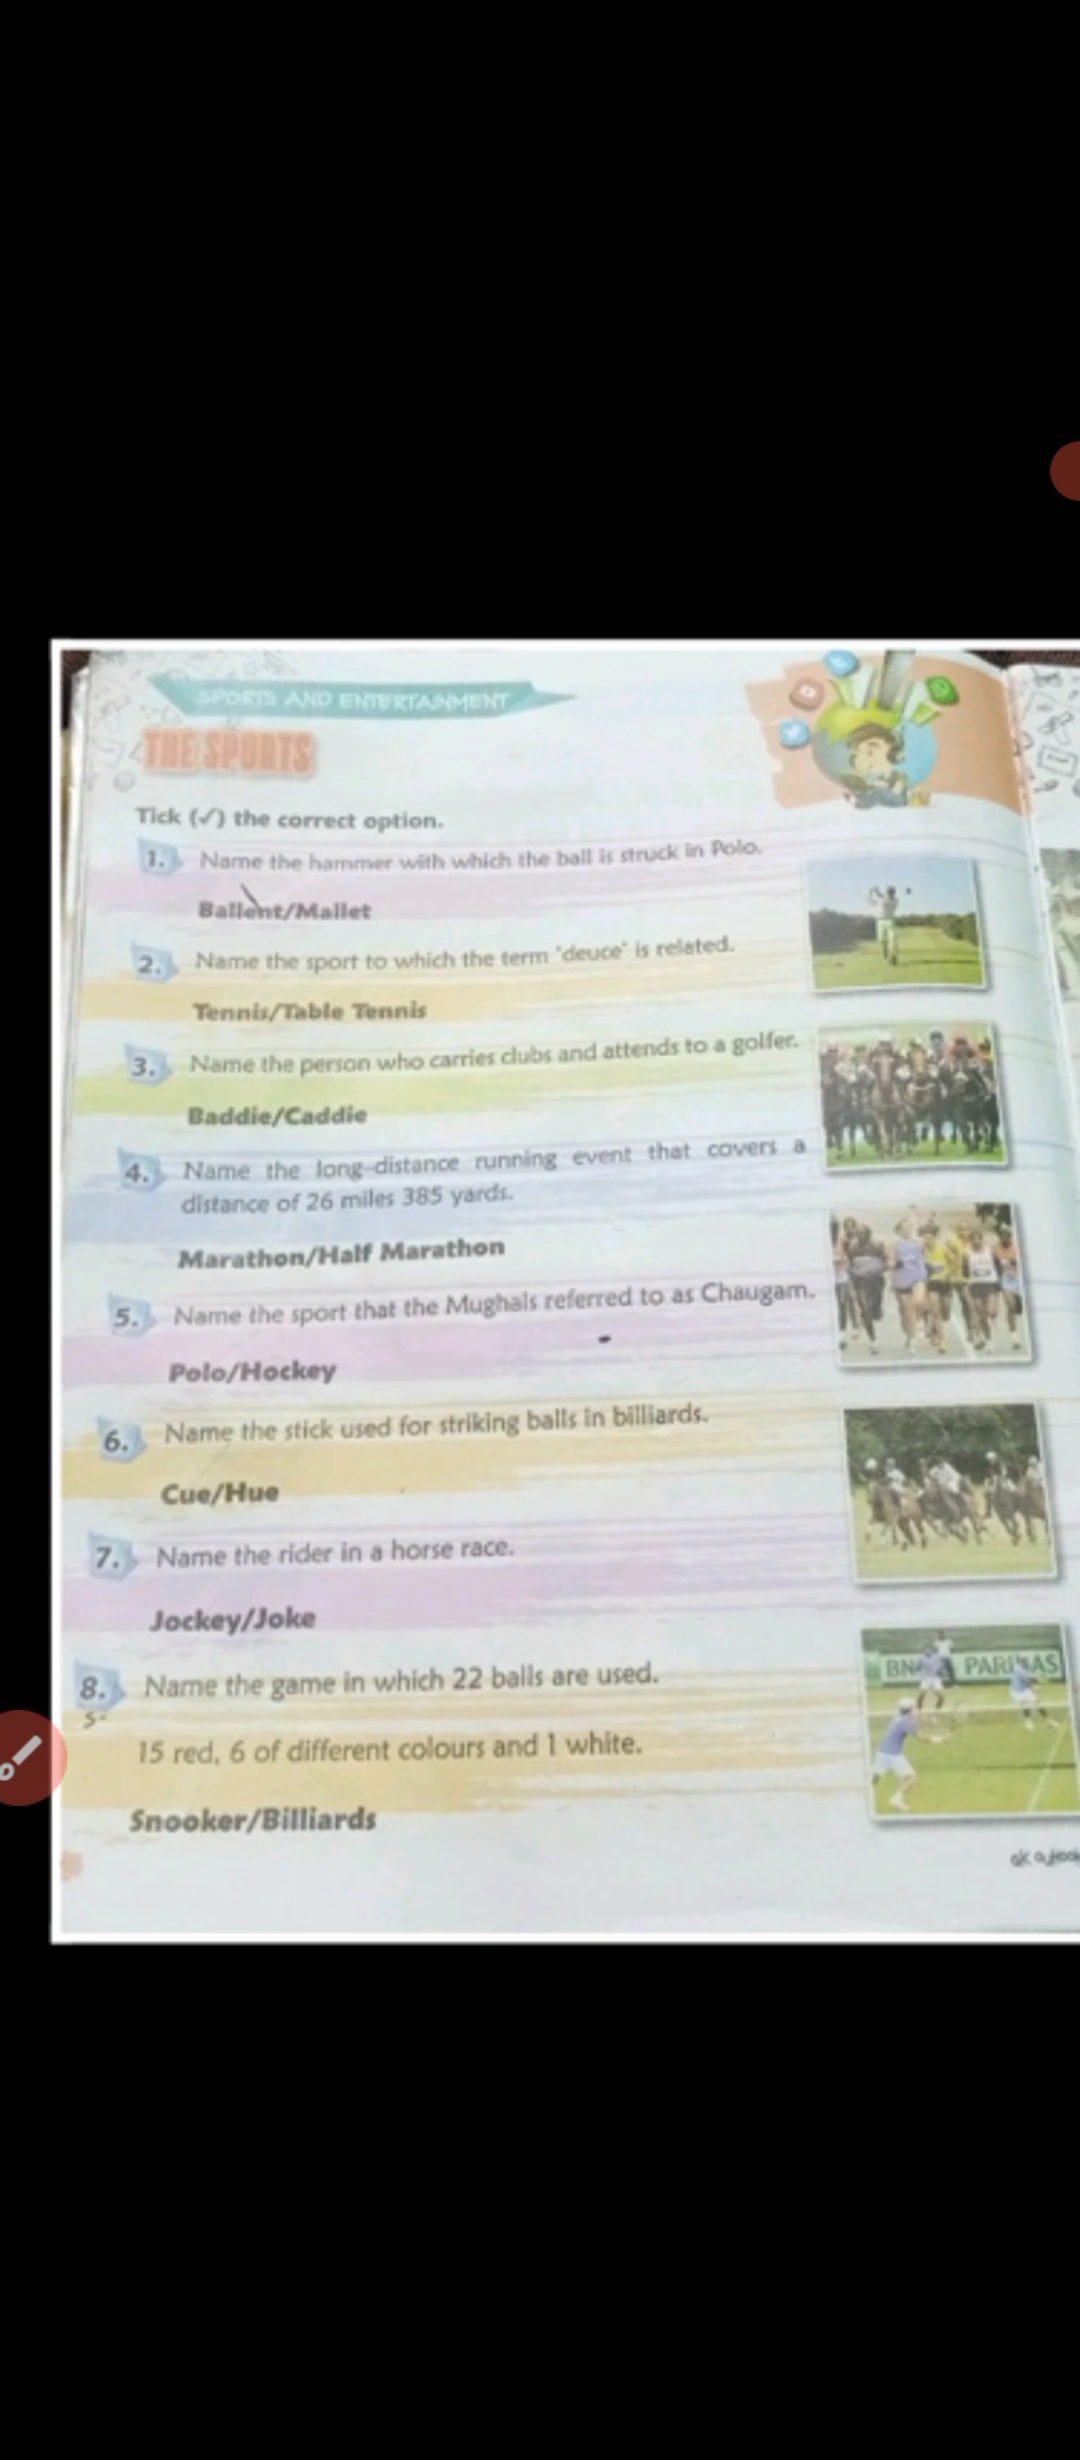 SPORTS AND ENTERTAINMENT
THE SPORTS
Tick (✓) the correct option.
1. Name the hammer with which the ball is struck in Polo.
Ballent/Mallet
2. Name the sport to which the term 'deuce' is related.
Tennis/Table Tennis
3. Name the person who carries clubs and attends to a golfer.
Baddie/Caddie
4. Name the long-distance running event that covers a
distance of 26 miles 385 yards.
Marathon/Half Marathon
5. Name the sport that the Mughals referred to as Chaugam.
Polo/Hockey
6. Name the stick used for striking balls in billiards.
Cue/Hue
7. Name the rider in a horse race.
Jockey/Joke
BN PARIBAS
8. Name the game in which 22 balls are used.
15 red, 6 of different colours and 1 white.
Snooker/Billiards